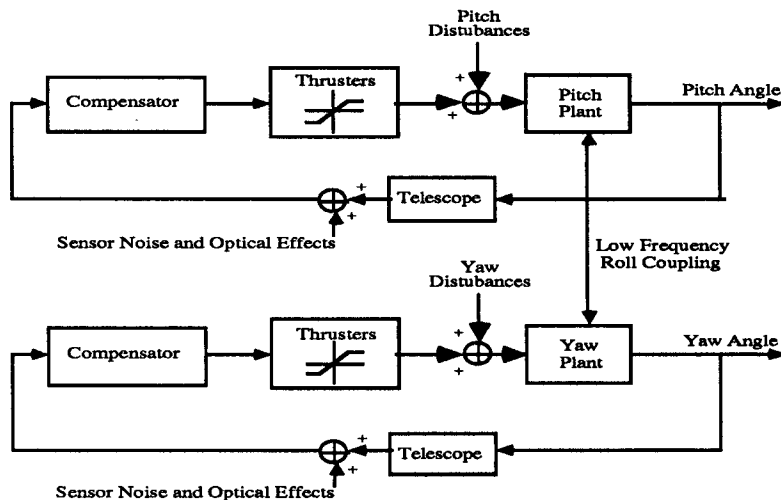 Pitch
Distubances
Thrusters
Compensator
+
+
Pitch
Plant
Pitch Angle
Telescope
+
+
Sensor Noise and Optical Effects
Low Frequency
Roll Coupling
Yaw
Distubances
Thrusters
Compensator
+
+
Yaw
Plant
Yaw Angle
Telescope
+
+
Sensor Noise and Optical Effects